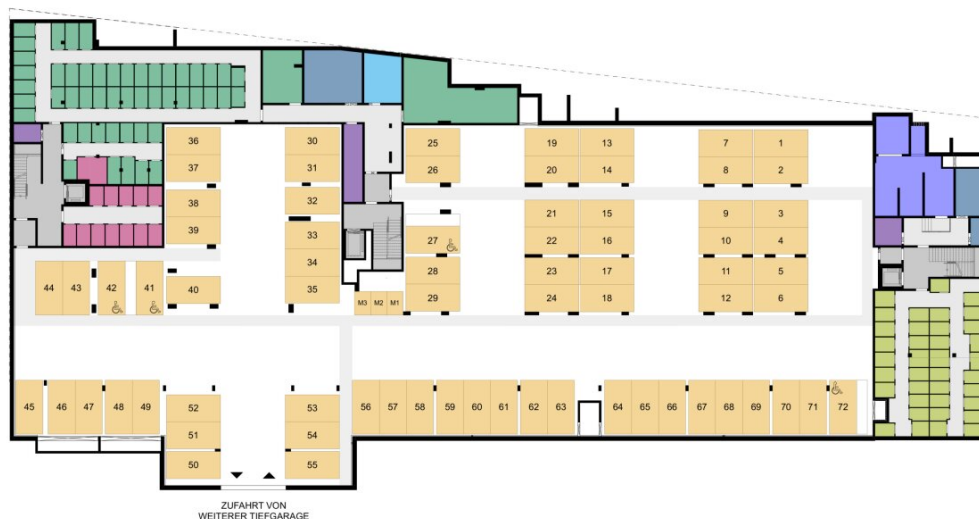 36 30 25 19 13 7 1
37 31 26 20 14 8 2
38 32 21 15 9 3
39 33 27 22 16 10 4
34 28 23 17 11 5
44 43 42 41 40 35 29 24 18 12 6
M3 M2 M1
45 46 47 48 49 52 53 56 57 58 59 60 61 62 63 64 65 66 67 68 69 70 71 72
51 54
50 55
ZUFAHRT VON
WEITERER TIEFGARAGE